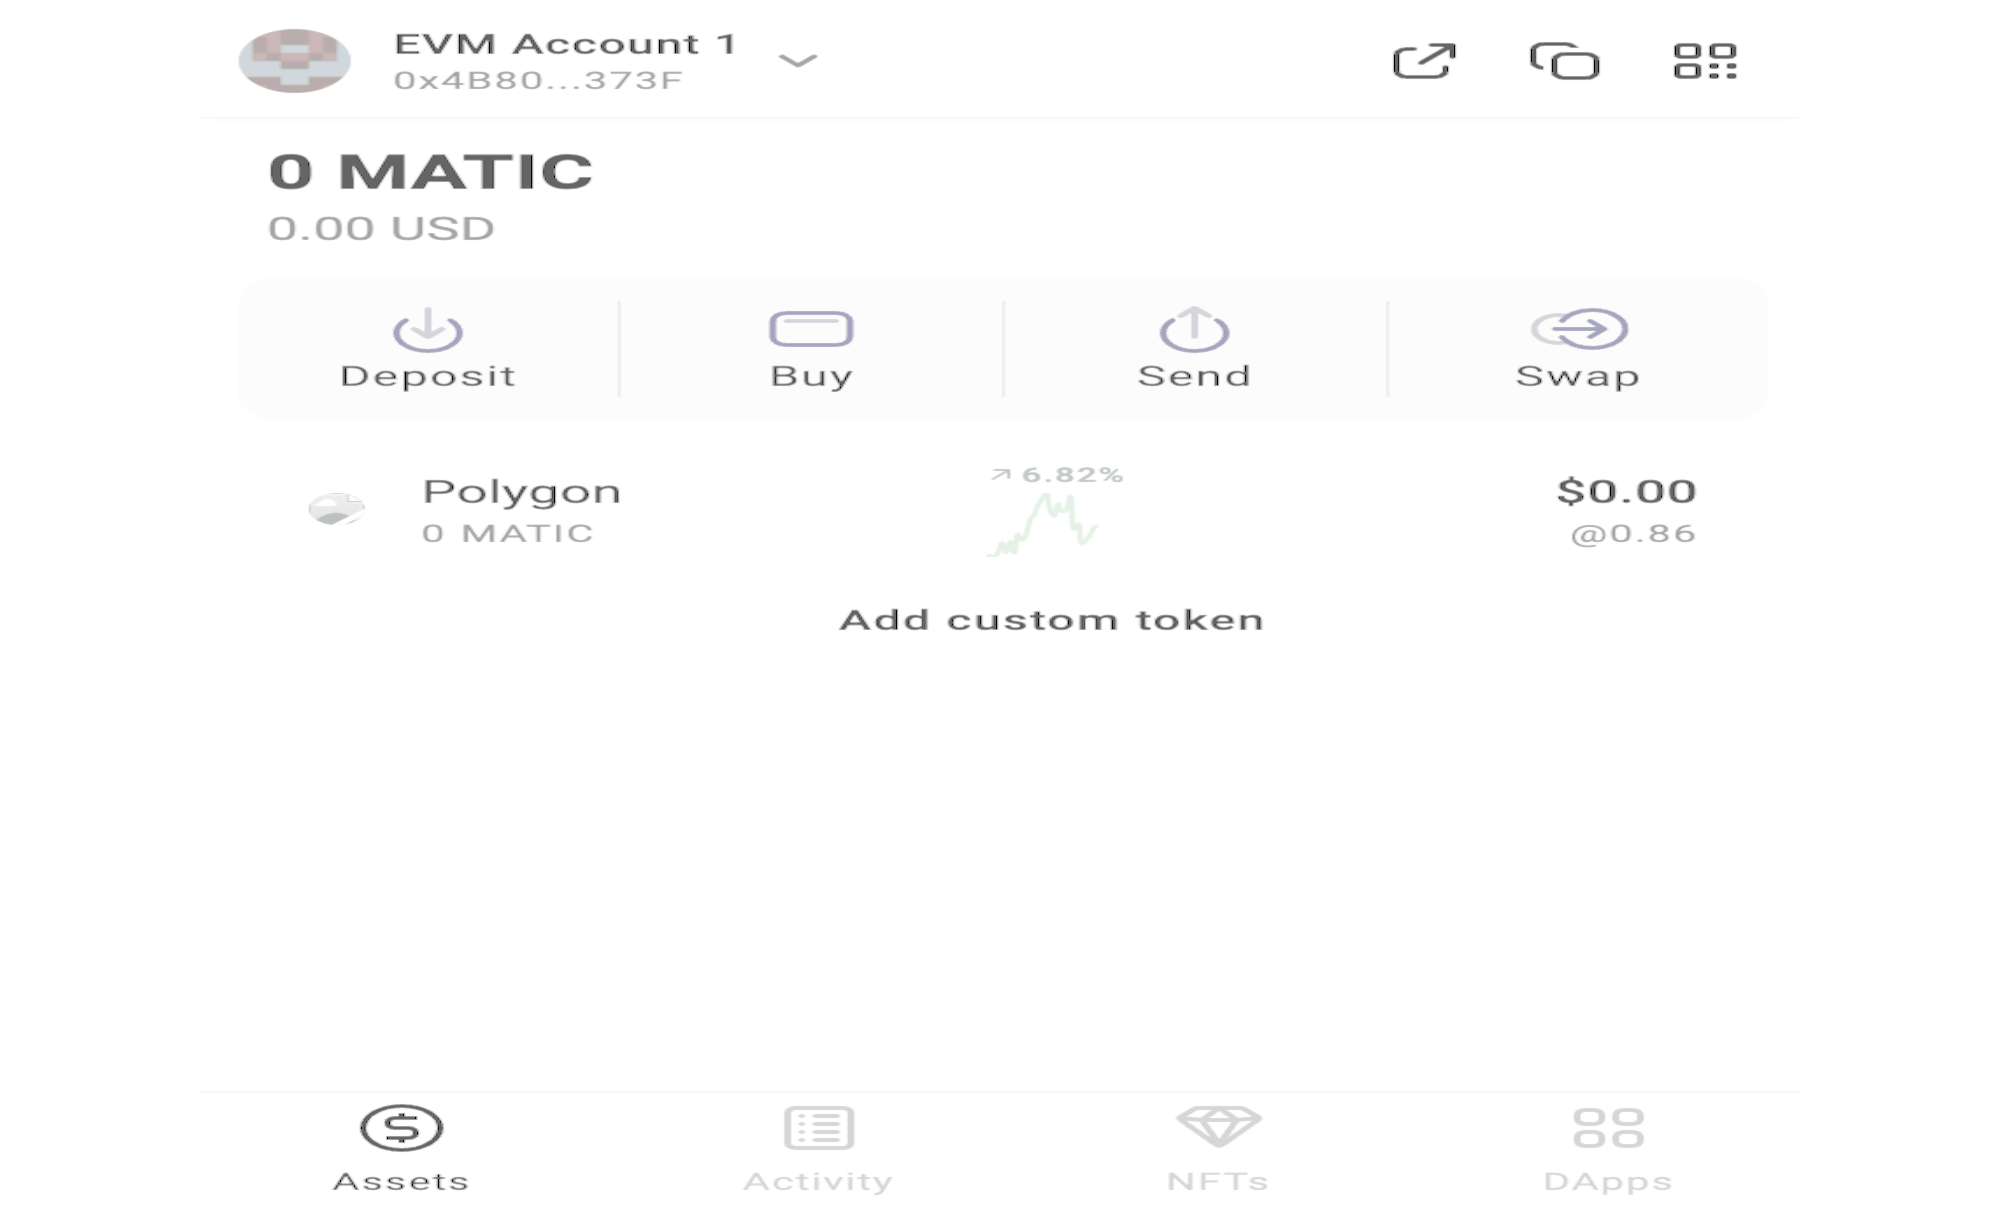 EVM Account 1
0x4B80...373F
0 MATIC
0.00 USD
Deposit
Buy
Send
Swap
Polygon
0 MATIC
↗ 6.82%
$0.00
@0.86
Add custom token
Assets
Activity
NFTs
DApps